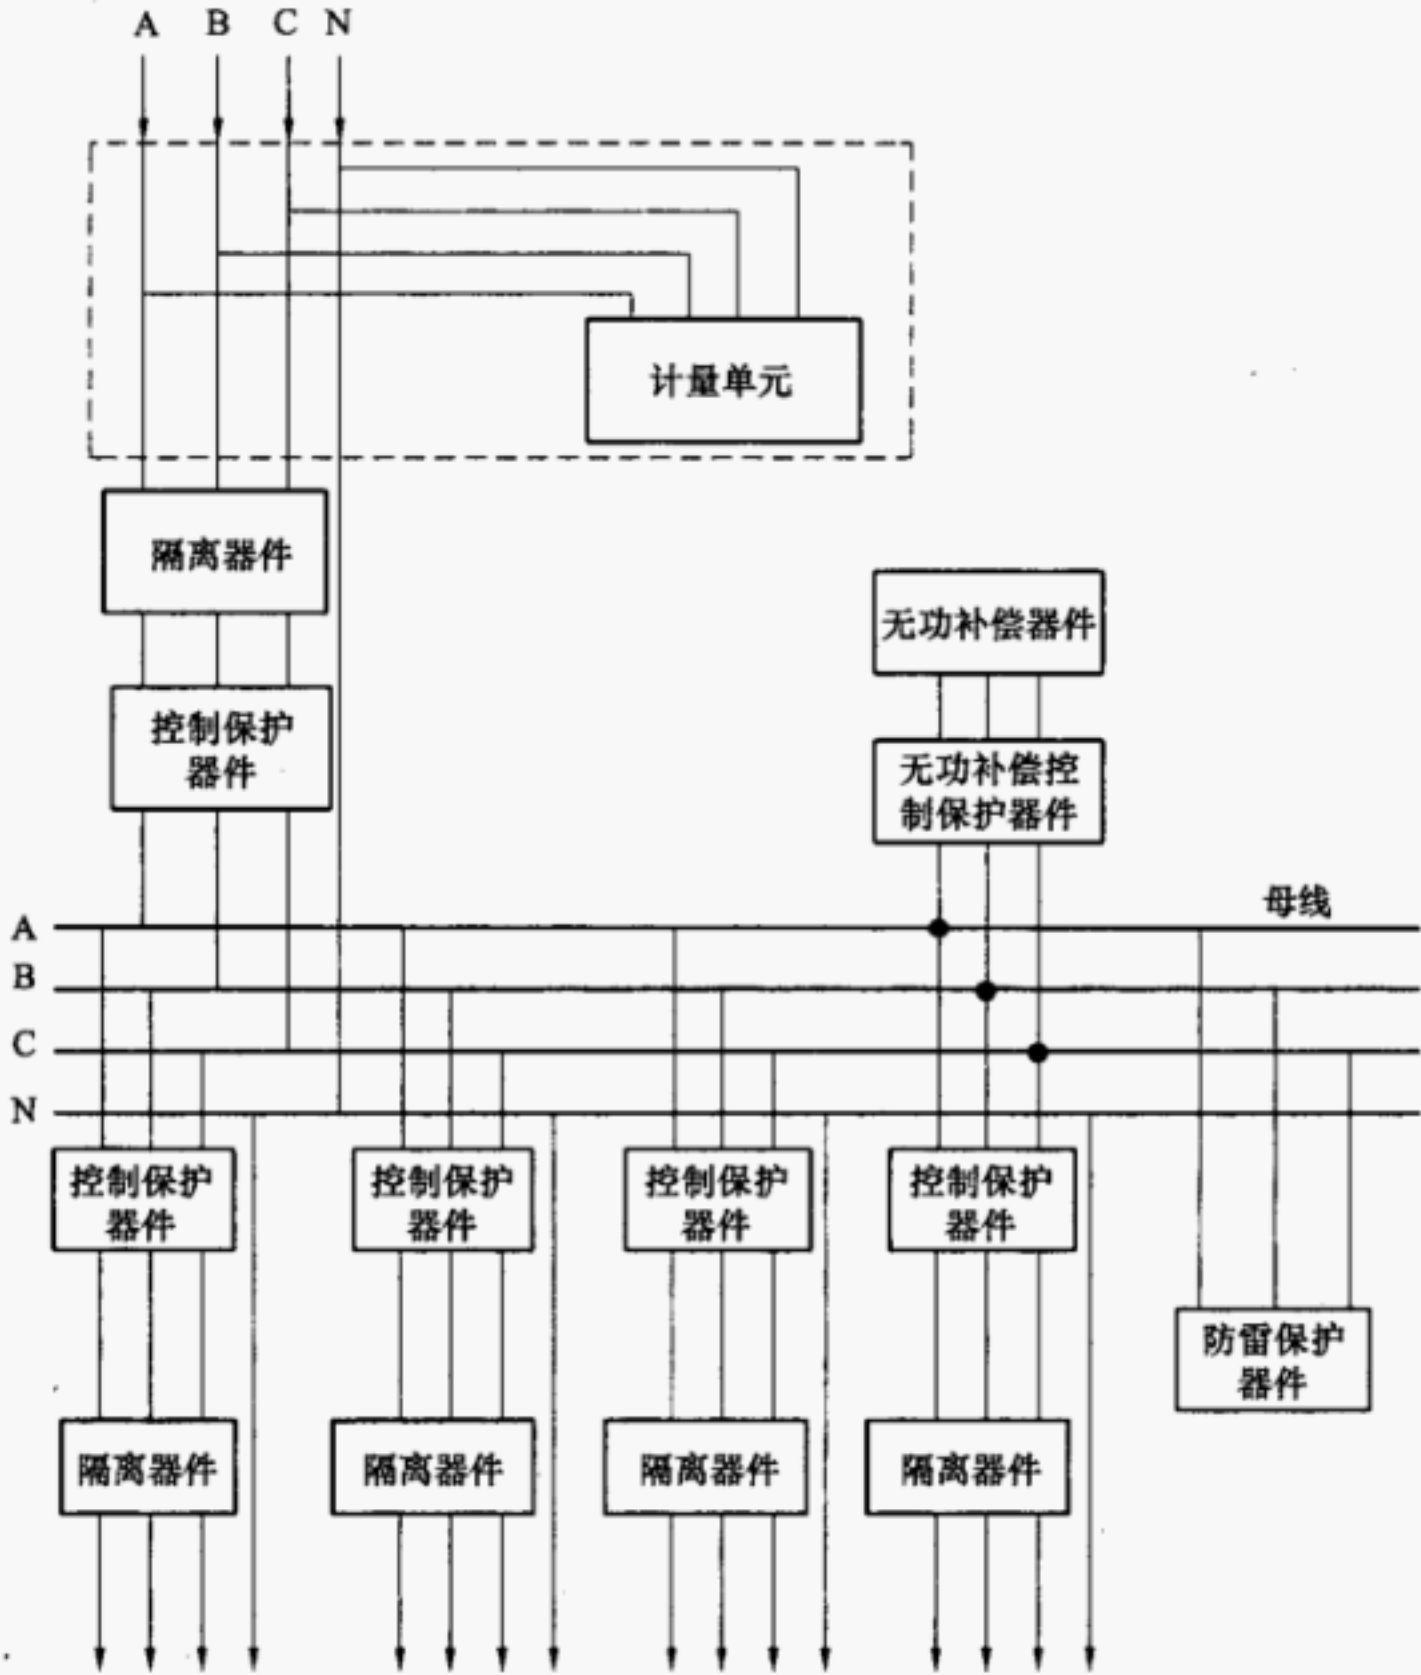 A B C N
计量单元
隔离器件
无功补偿器件
控制保护
器件
无功补偿控
制保护器件
母线
A
B
C
N
控制保护
器件
控制保护
器件
控制保护
器件
控制保护
器件
防雷保护
器件
隔离器件
隔离器件
隔离器件
隔离器件